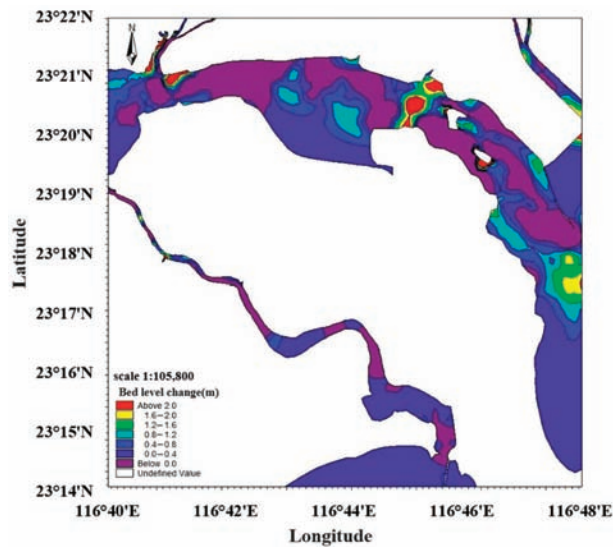 23°22'N
N
23°21'N
23°20'N
23°19'N
23°18'N
23°17'N
23°16'N
23°15'N
23°14'N
Latitude
scale 1:105,800
Bed level change(m)
Above 2.0
1.6–2.0
1.2–1.6
0.8–1.2
0.4–0.8
0.0–0.4
Below 0.0
Undefined Value
116°40'E 116°42'E 116°44'E 116°46'E 116°48'E
Longitude